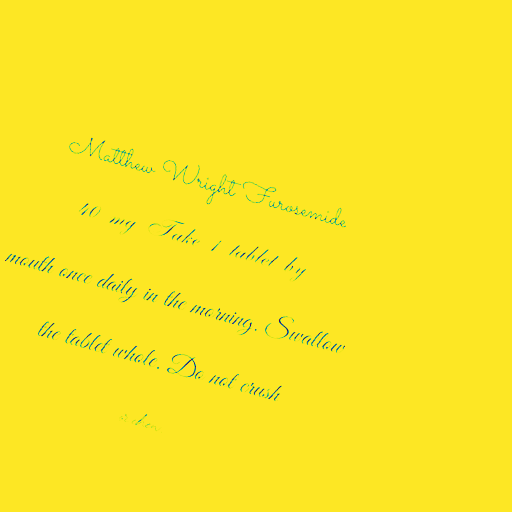 Matthew Wright Furosemide
40 mg Take 1 tablet by
mouth once daily in the morning. Swallow
the tablet whole. Do not crush